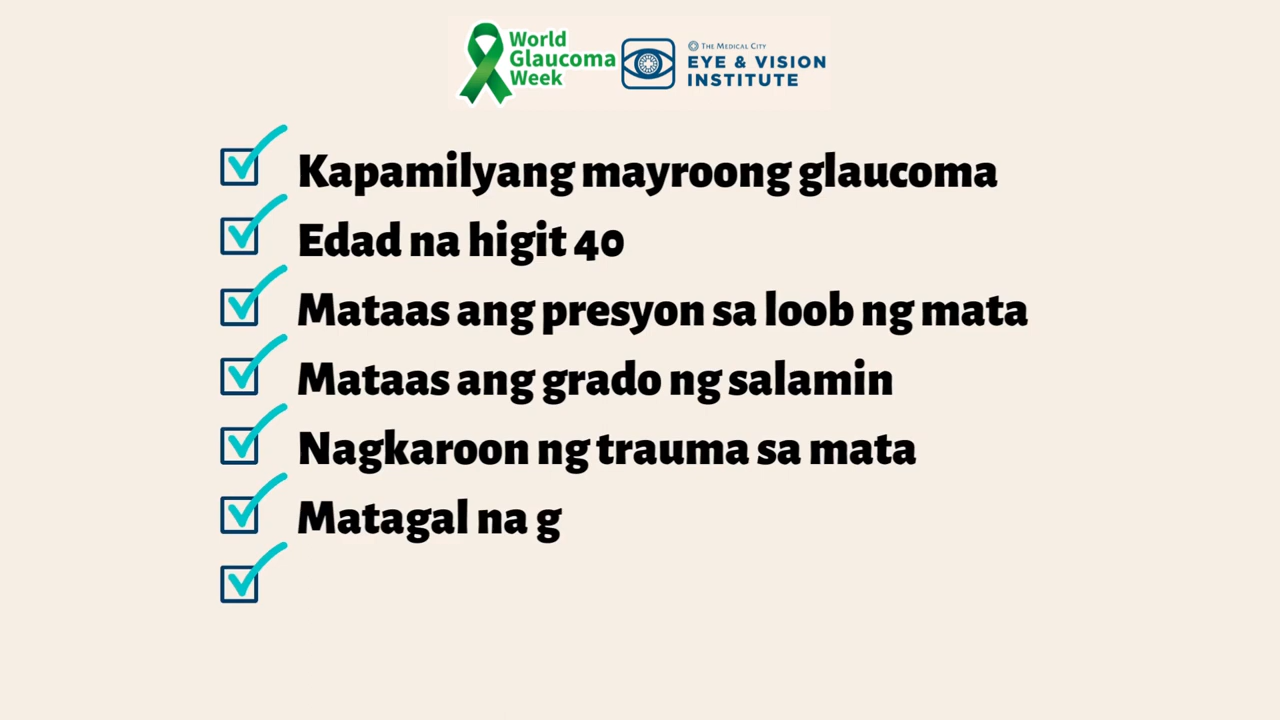 World
Glaucoma
Week
THE MEDICAL CITY
EYE & VISION
INSTITUTE
Kapamilyang mayroong glaucoma
Edad na higit 40
Mataas ang presyon sa loob ng mata
Mataas ang grado ng salamin
Nagkaroon ng trauma sa mata
Matagal na g